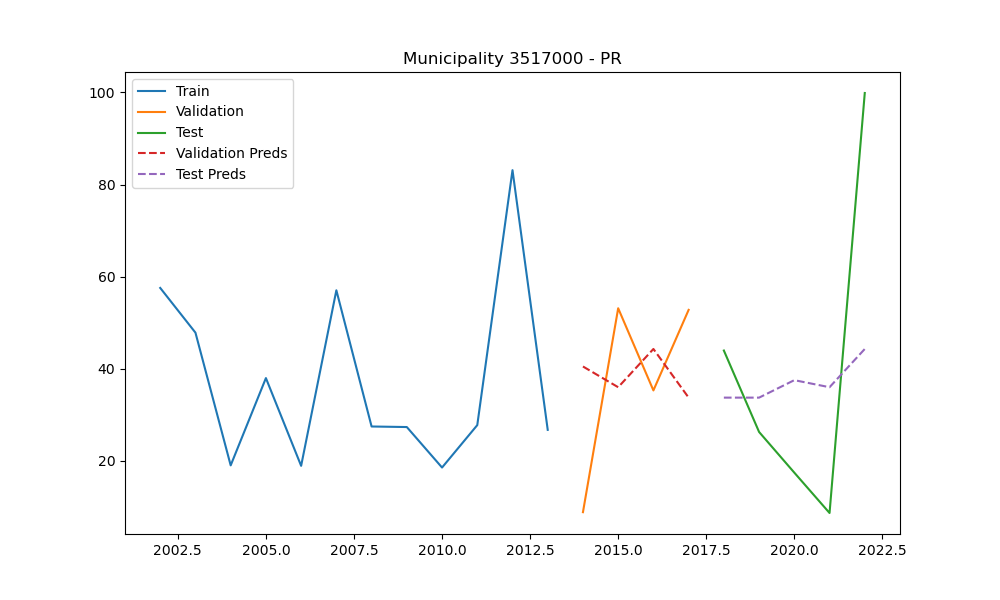 Municipality 3517000 - PR
Train
Validation
Test
Validation Preds
Test Preds
100
80
60
40
20
2002.5 2005.0 2007.5 2010.0 2012.5 2015.0 2017.5 2020.0 2022.5